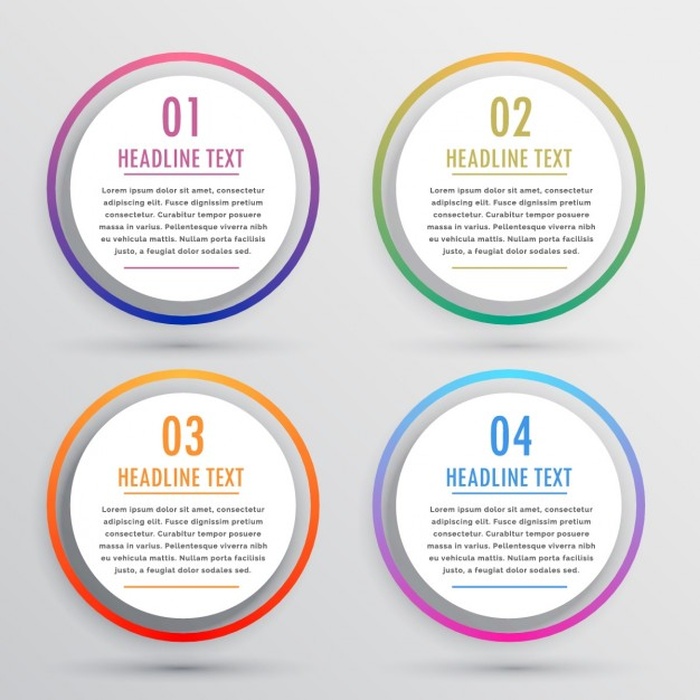 01
HEADLINE TEXT
Lorem ipsum dolor sit amet, consectetur
adipiscing elit. Fusce dignissim pretium
consectetur. Curabitur tempor posuere
massa in varius. Pellentesque viverra nibh
eu vehicula mattis. Nullam porta facilisis
justo, a feugiat dolor sodales sed.
02
HEADLINE TEXT
Lorem ipsum dolor sit amet, consectetur
adipiscing elit. Fusce dignissim pretium
consectetur. Curabitur tempor posuere
massa in varius. Pellentesque viverra nibh
eu vehicula mattis. Nullam porta facilisis
justo, a feugiat dolor sodales sed.
03
HEADLINE TEXT
Lorem ipsum dolor sit amet, consectetur
adipiscing elit. Fusce dignissim pretium
consectetur. Curabitur tempor posuere
massa in varius. Pellentesque viverra nibh
eu vehicula mattis. Nullam porta facilisis
justo, a feugiat dolor sodales sed.
04
HEADLINE TEXT
Lorem ipsum dolor sit amet, consectetur
adipiscing elit. Fusce dignissim pretium
consectetur. Curabitur tempor posuere
massa in varius. Pellentesque viverra nibh
eu vehicula mattis. Nullam porta facilisis
justo, a feugiat dolor sodales sed.